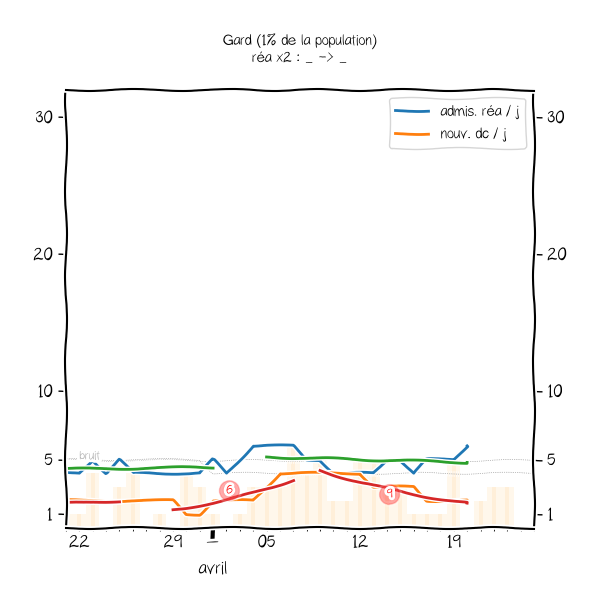 Gard (1% de la population)
réa x2 : _ -> _
admis. réa / j
nouv. dc / j
30
30
20
20
10
10
bruit
5
5
6
9
1
1
22
29
05
12
19
avril